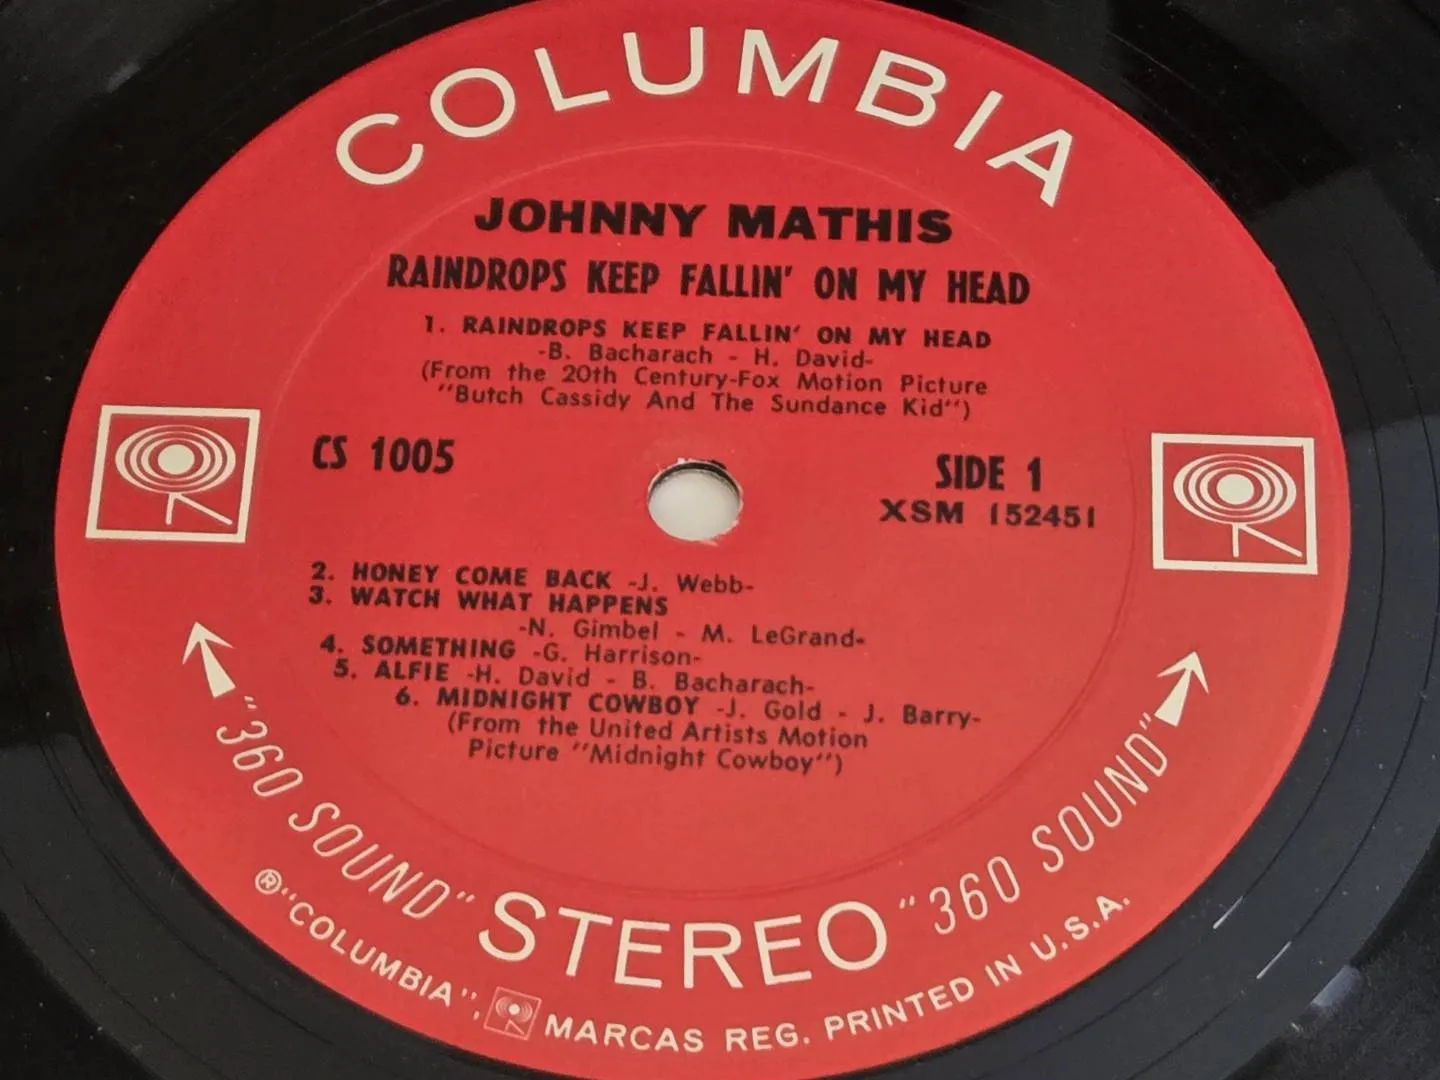 COLUMBIA
JOHNNY MATHIS
RAINDROPS KEEP FALLIN' ON MY HEAD
1. RAINDROPS KEEP FALLIN' ON MY HEAD
-B. Bacharach - H. David-
(From the 20th Century-Fox Motion Picture
"Butch Cassidy And The Sundance Kid")
CS 1005
SIDE 1
XSM 152451
2. HONEY COME BACK -J. Webb-
3. WATCH WHAT HAPPENS
-N. Gimbel - M. LeGrand-
4. SOMETHING -G. Harrison-
5. ALFIE -H. David - B. Bacharach-
6. MIDNIGHT COWBOY -J. Gold - J. Barry-
(From the United Artists Motion
Picture "Midnight Cowboy")
"360 SOUND" STEREO "360 SOUND"
® "COLUMBIA", MARCAS REG. PRINTED IN U.S.A.